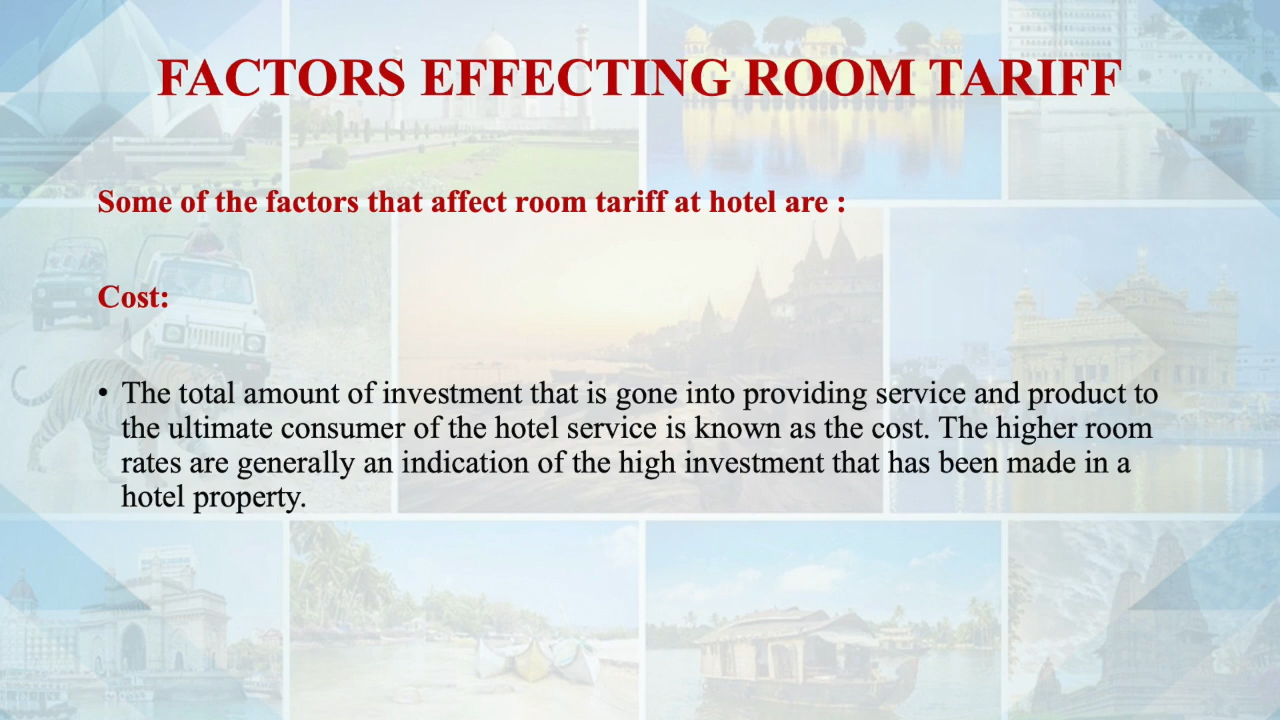 FACTORS EFFECTING ROOM TARIFF
Some of the factors that affect room tariff at hotel are :
Cost:
• The total amount of investment that is gone into providing service and product to
the ultimate consumer of the hotel service is known as the cost. The higher room
rates are generally an indication of the high investment that has been made in a
hotel property.